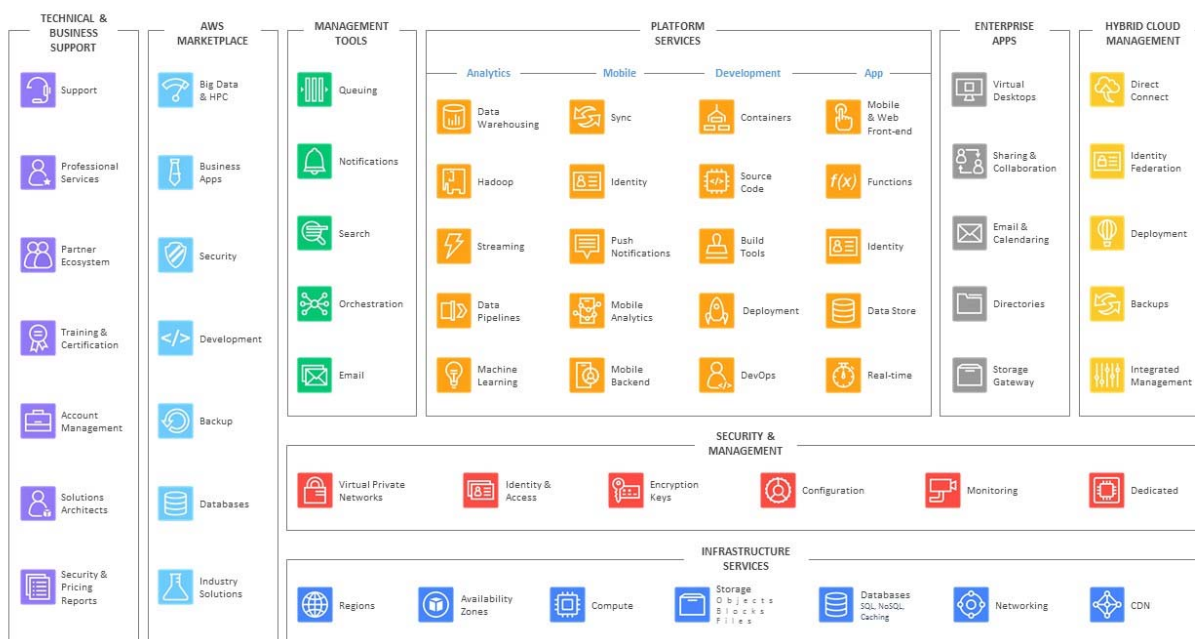 TECHNICAL &
BUSINESS
SUPPORT
Support
Professional
Services
Partner
Ecosystem
Training &
Certification
Account
Management
Solutions
Architects
Security &
Pricing
Reports
AWS
MARKETPLACE
Big Data
& HPC
Business
Apps
Security
Development
Backup
Databases
Industry
Solutions
MANAGEMENT
TOOLS
Queuing
Notifications
Search
Orchestration
Email
PLATFORM
SERVICES
Analytics
Data
Warehousing
Hadoop
Streaming
Data
Pipelines
Machine
Learning
Mobile
Sync
Identity
Push
Notifications
Mobile
Analytics
Mobile
Backend
Development
Containers
Source
Code
Build
Tools
Deployment
DevOps
App
Mobile
& Web
Front-end
f(x)
Functions
Identity
Data Store
Real-time
ENTERPRISE
APPS
Virtual
Desktops
Sharing &
Collaboration
Email &
Calendaring
Directories
Storage
Gateway
HYBRID CLOUD
MANAGEMENT
Direct
Connect
Identity
Federation
Deployment
Backups
Integrated
Management
SECURITY &
MANAGEMENT
Virtual Private
Networks
Identity &
Access
Encryption
Keys
Configuration
Monitoring
Dedicated
INFRASTRUCTURE
SERVICES
Regions
Availability
Zones
Compute
Storage
Objects
Blocks
Files
Databases
SQL, NoSQL,
Caching
Networking
CDN